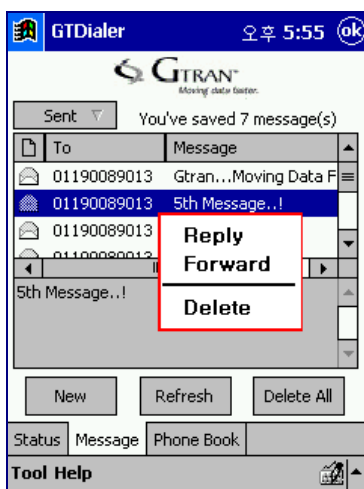 GTDialer 오후 5:55 ok
GTRAN™
Moving data faster.
Sent You've saved 7 message(s)
To Message
01190089013 Gtran...Moving Data F
01190089013 5th Message..!
01190089013
01190089013
Reply
Forward
Delete
5th Message..!
New Refresh Delete All
Status Message Phone Book
Tool Help